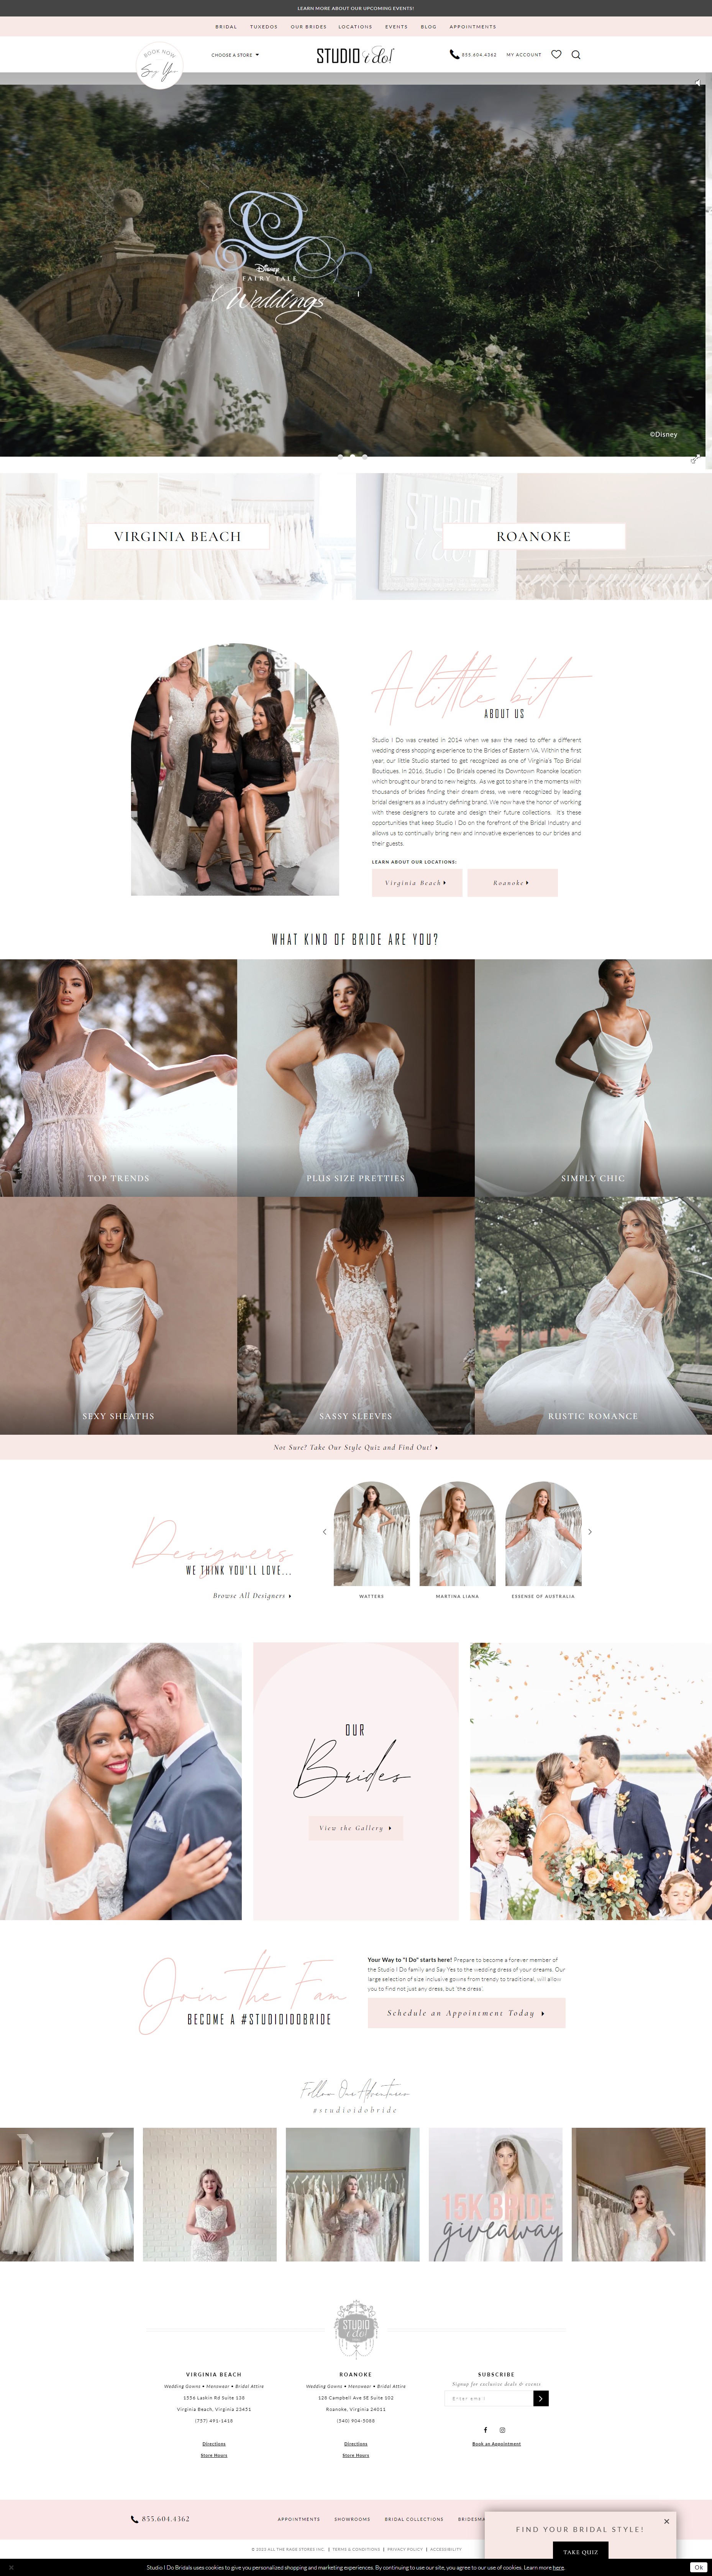 LEARN MORE ABOUT OUR UPCOMING EVENTS!
BRIDAL TUXEDOS OUR BRIDES LOCATIONS EVENTS BLOG APPOINTMENTS
BOOK NOW
Say Yes
CHOOSE A STORE
STUDIO i do!
855.604.4362 MY ACCOUNT
Disney
FAIRY TALE
Weddings
©Disney
VIRGINIA BEACH
ROANOKE
A little bit
ABOUT US
Studio I Do was created in 2014 when we saw the need to offer a different
wedding dress shopping experience to the Brides of Eastern VA. Within the first
year, our little Studio started to get recognized as one of Virginia's Top Bridal
Boutiques. In 2016, Studio I Do Bridals opened its Downtown Roanoke location
which brought our brand to new heights. As we got to share in the moments with
thousands of brides finding their dream dress, we were recognized by leading
bridal designers as a industry defining brand. We now have the honor of working
with these designers to curate and design their future collections. It's these
opportunities that keep Studio I Do on the forefront of the Bridal Industry and
allows us to continually bring new and innovative experiences to our brides and
their guests.
LEARN ABOUT OUR LOCATIONS:
Virginia Beach
Roanoke
WHAT KIND OF BRIDE ARE YOU?
TOP TRENDS
PLUS SIZE PRETTIES
SIMPLY CHIC
SEXY SHEATHS
SASSY SLEEVES
RUSTIC ROMANCE
Not Sure? Take Our Style Quiz and Find Out!
Designers
WE THINK YOU'LL LOVE...
Browse All Designers
WATTERS
MARTINA LIANA
ESSENSE OF AUSTRALIA
OUR
Brides
View the Gallery
Join the Fam
BECOME A #STUDIOIDOBRIDE
Your Way to "I Do" starts here! Prepare to become a forever member of
the Studio I Do family and Say Yes to the wedding dress of your dreams. Our
large selection of size inclusive gowns from trendy to traditional, will allow
you to find not just any dress, but 'the dress'.
Schedule an Appointment Today
Follow Our Adventures
#studioidobride
15K BRIDE
giveaway
STUDIO
i do!
VIRGINIA BEACH
Wedding Gowns • Menswear • Bridal Attire
1556 Laskin Rd Suite 138
Virginia Beach, Virginia 23451
(757) 491-1418
Directions
Store Hours
ROANOKE
Wedding Gowns • Menswear • Bridal Attire
128 Campbell Ave SE Suite 102
Roanoke, Virginia 24011
(540) 904-5088
Directions
Store Hours
SUBSCRIBE
Signup for exclusive deals & events
Enter email
Book an Appointment
855.604.4362
APPOINTMENTS SHOWROOMS BRIDAL COLLECTIONS BRIDESMA
© 2023 ALL THE RAGE STORES INC. | TERMS & CONDITIONS | PRIVACY POLICY | ACCESSIBILITY
FIND YOUR BRIDAL STYLE!
TAKE QUIZ
Studio I Do Bridals uses cookies to give you personalized shopping and marketing experiences. By continuing to use our site, you agree to our use of cookies. Learn more here.
Ok